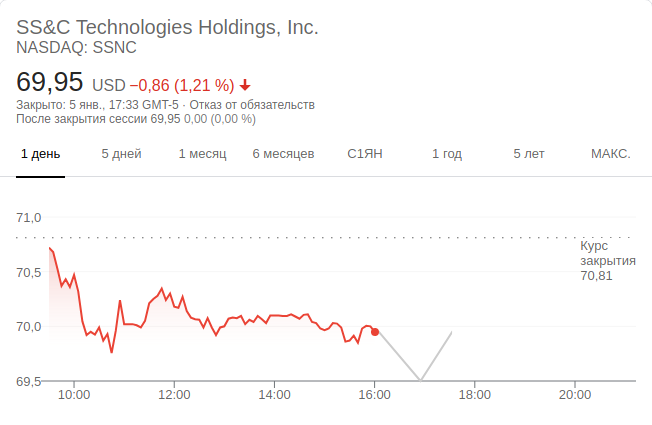 SS&C Technologies Holdings, Inc.
NASDAQ: SSNC
69,95 USD −0,86 (1,21 %)
Закрыто: 5 янв., 17:33 GMT-5 · Отказ от обязательств
После закрытия сессии 69,95 0,00 (0,00 %)
1 день 5 дней 1 месяц 6 месяцев С1ЯН 1 год 5 лет МАКС.
71,0
Курс
закрытия
70,81
70,5
70,0
69,5
10:00 12:00 14:00 16:00 18:00 20:00